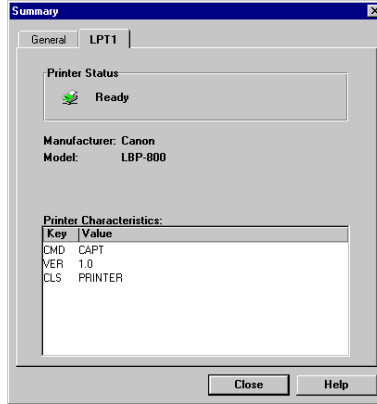 Summary
General LPT1
Printer Status
Ready
Manufacturer: Canon
Model: LBP-800
Printer Characteristics:
Key Value
CMD CAPT
VER 1.0
CLS PRINTER
Close Help